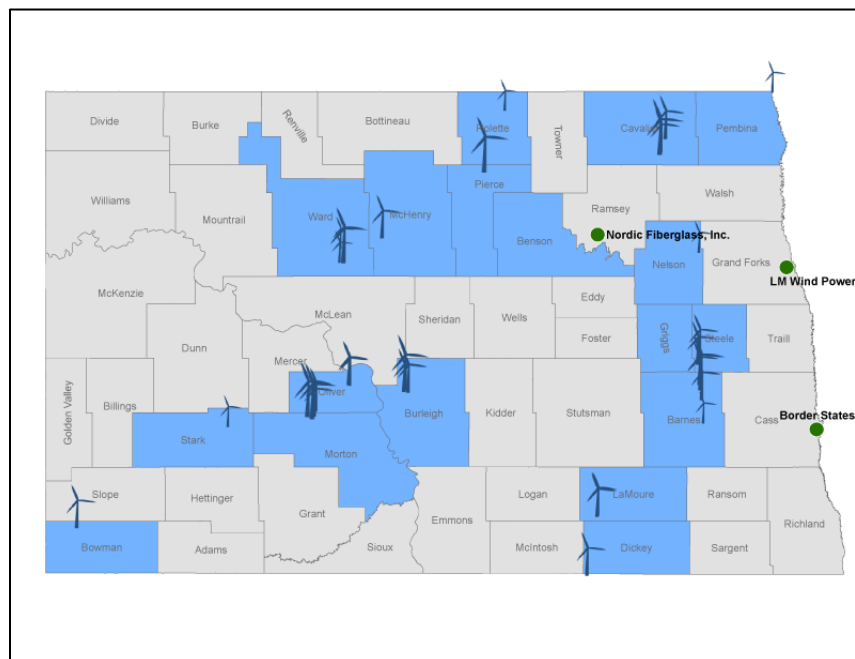 Divide
Burke
Renville
Bottineau
Rolette
Towner
Cavalier
Pembina
Williams
Mountrail
Ward
McHenry
Pierce
Benson
Ramsey
Walsh
Nordic Fiberglass, Inc.
Nelson
Grand Forks
LM Wind Power
McKenzie
McLean
Sheridan
Wells
Eddy
Foster
Griggs
Steele
Traill
Dunn
Mercer
Oliver
Burleigh
Kidder
Stutsman
Barnes
Cass
Border States
Golden Valley
Billings
Stark
Morton
Slope
Hettinger
Grant
Emmons
Logan
LaMoure
Ransom
Richland
Bowman
Adams
Sioux
McIntosh
Dickey
Sargent